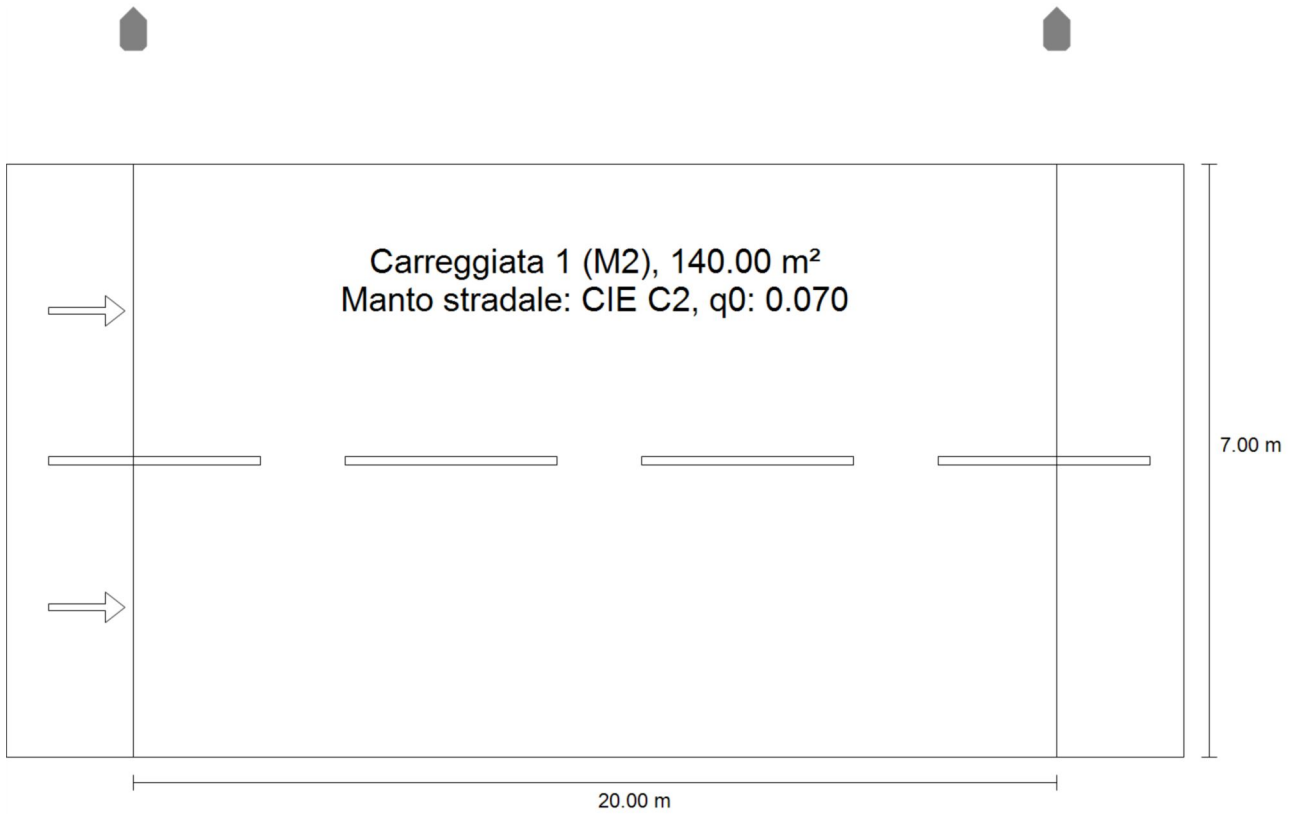 Carreggiata 1 (M2), 140.00 m²
Manto stradale: CIE C2, q0: 0.070
7.00 m
20.00 m